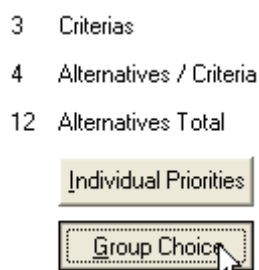 3 Criterias
4 Alternatives / Criteria
12 Alternatives Total
Individual Priorities
Group Choice